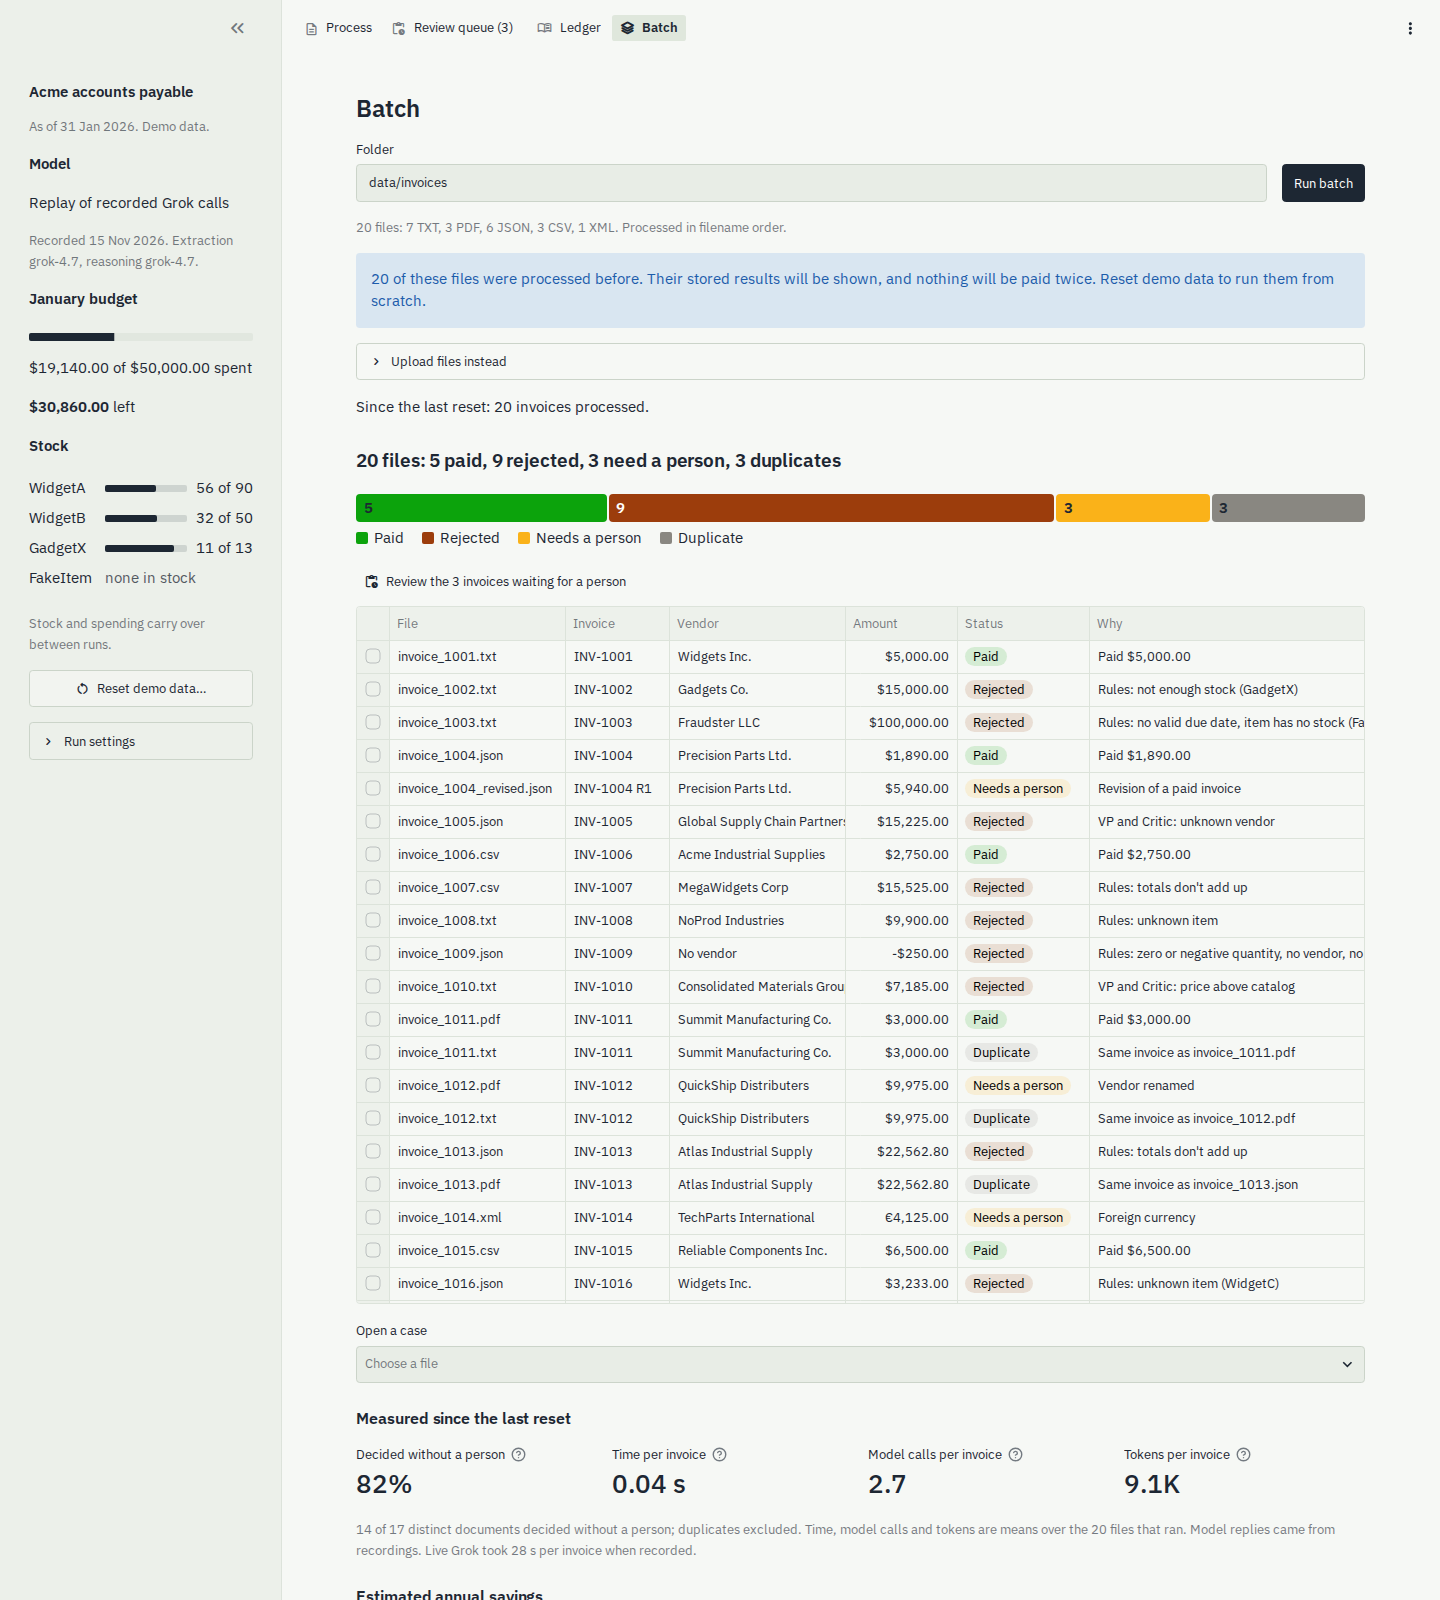 Process
Review queue (3)
Ledger
Batch
Acme accounts payable
As of 31 Jan 2026. Demo data.
Model
Replay of recorded Grok calls
Recorded 15 Nov 2026. Extraction
grok-4.7, reasoning grok-4.7.
January budget
$19,140.00 of $50,000.00 spent
$30,860.00 left
Stock
WidgetA 56 of 90
WidgetB 32 of 50
GadgetX 11 of 13
FakeItem none in stock
Stock and spending carry over
between runs.
Reset demo data...
Run settings
Batch
Folder
data/invoices
Run batch
20 files: 7 TXT, 3 PDF, 6 JSON, 3 CSV, 1 XML. Processed in filename order.
20 of these files were processed before. Their stored results will be shown, and nothing will be paid twice. Reset demo data to run them from
scratch.
Upload files instead
Since the last reset: 20 invoices processed.
20 files: 5 paid, 9 rejected, 3 need a person, 3 duplicates
5 9 3 3
Paid Rejected Needs a person Duplicate
Review the 3 invoices waiting for a person
File Invoice Vendor Amount Status Why
invoice_1001.txt INV-1001 Widgets Inc. $5,000.00 Paid Paid $5,000.00
invoice_1002.txt INV-1002 Gadgets Co. $15,000.00 Rejected Rules: not enough stock (GadgetX)
invoice_1003.txt INV-1003 Fraudster LLC $100,000.00 Rejected Rules: no valid due date, item has no stock (Fa
invoice_1004.json INV-1004 Precision Parts Ltd. $1,890.00 Paid Paid $1,890.00
invoice_1004_revised.json INV-1004 R1 Precision Parts Ltd. $5,940.00 Needs a person Revision of a paid invoice
invoice_1005.json INV-1005 Global Supply Chain Partners $15,225.00 Rejected VP and Critic: unknown vendor
invoice_1006.csv INV-1006 Acme Industrial Supplies $2,750.00 Paid Paid $2,750.00
invoice_1007.csv INV-1007 MegaWidgets Corp $15,525.00 Rejected Rules: totals don't add up
invoice_1008.txt INV-1008 NoProd Industries $9,900.00 Rejected Rules: unknown item
invoice_1009.json INV-1009 No vendor -$250.00 Rejected Rules: zero or negative quantity, no vendor, no
invoice_1010.txt INV-1010 Consolidated Materials Grou $7,185.00 Rejected VP and Critic: price above catalog
invoice_1011.pdf INV-1011 Summit Manufacturing Co. $3,000.00 Paid Paid $3,000.00
invoice_1011.txt INV-1011 Summit Manufacturing Co. $3,000.00 Duplicate Same invoice as invoice_1011.pdf
invoice_1012.pdf INV-1012 QuickShip Distributers $9,975.00 Needs a person Vendor renamed
invoice_1012.txt INV-1012 QuickShip Distributers $9,975.00 Duplicate Same invoice as invoice_1012.pdf
invoice_1013.json INV-1013 Atlas Industrial Supply $22,562.80 Rejected Rules: totals don't add up
invoice_1013.pdf INV-1013 Atlas Industrial Supply $22,562.80 Duplicate Same invoice as invoice_1013.json
invoice_1014.xml INV-1014 TechParts International €4,125.00 Needs a person Foreign currency
invoice_1015.csv INV-1015 Reliable Components Inc. $6,500.00 Paid Paid $6,500.00
invoice_1016.json INV-1016 Widgets Inc. $3,233.00 Rejected Rules: unknown item (WidgetC)
Open a case
Choose a file
Measured since the last reset
Decided without a person Time per invoice Model calls per invoice Tokens per invoice
82% 0.04 s 2.7 9.1K
14 of 17 distinct documents decided without a person; duplicates excluded. Time, model calls and tokens are means over the 20 files that ran. Model replies came from
recordings. Live Grok took 28 s per invoice when recorded.
Estimated annual savings